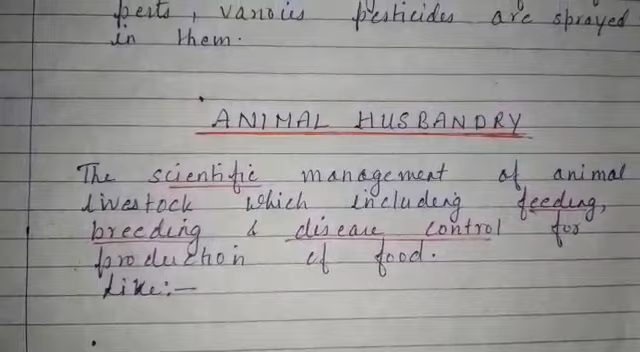 pests, various pesticides are sprayed
in them.
ANIMAL HUSBANDRY
The scientific management of animal
livestock which including feeding,
breeding & disease control for
production of food.
Like:-